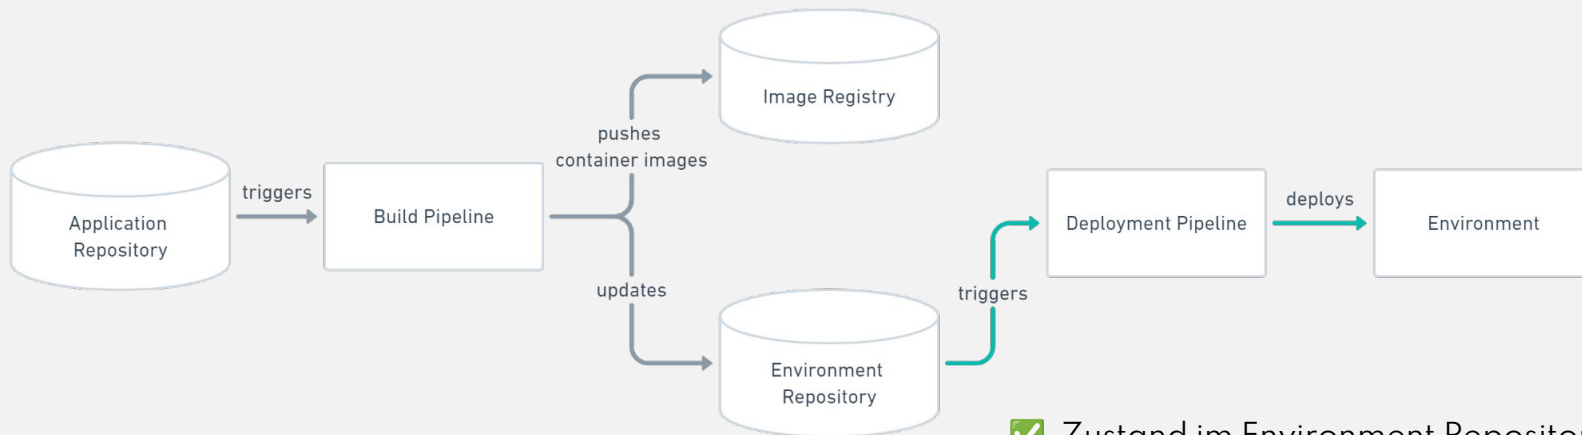 Image Registry
pushes
container images
triggers
Application
Repository
Build Pipeline
updates
Environment
Repository
triggers
Deployment Pipeline
deploys
Environment
✅ Zustand im Environment